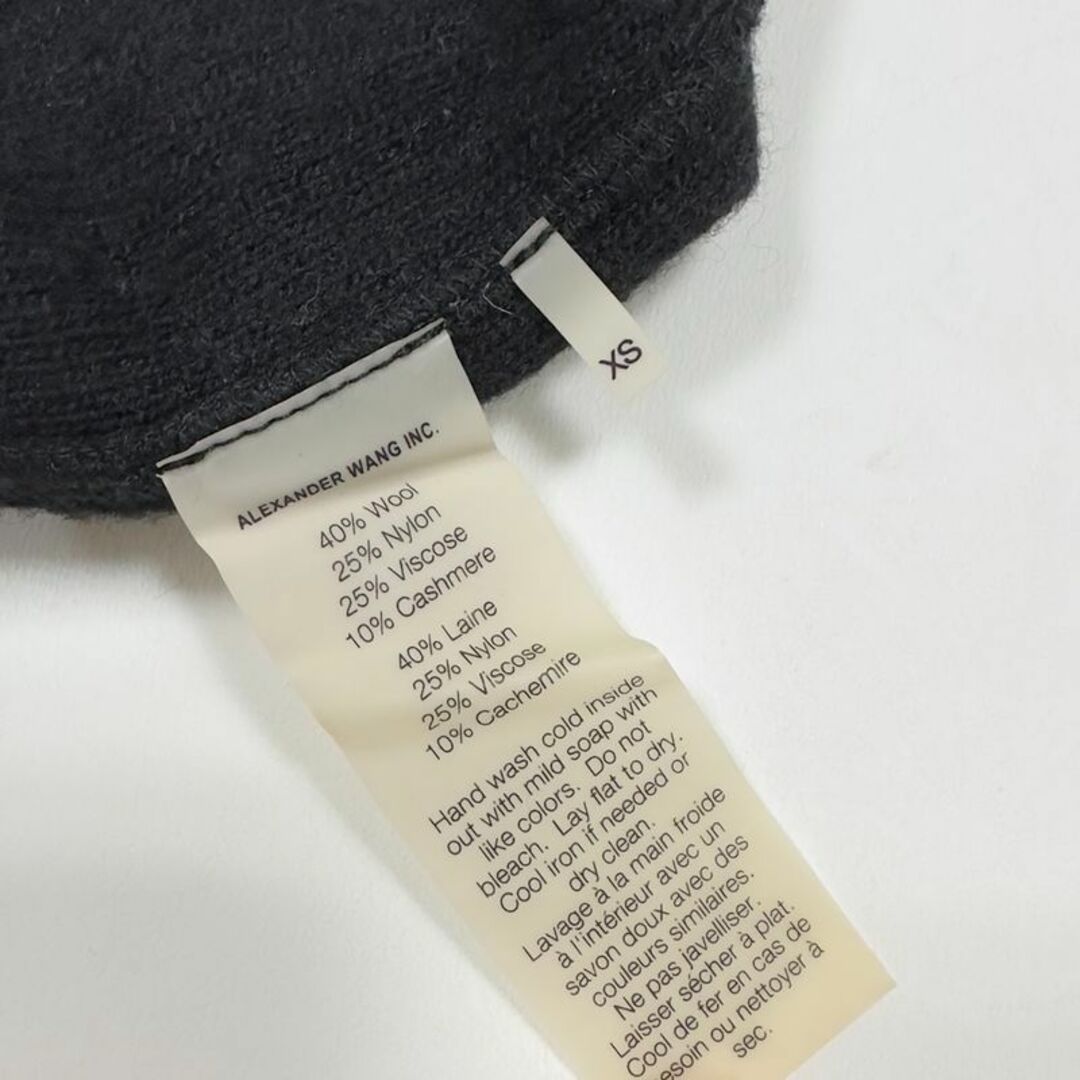 XS
ALEXANDER WANG INC.
40% Wool
25% Nylon
25% Viscose
10% Cashmere
40% Laine
25% Nylon
25% Viscose
10% Cachemire
Hand wash cold inside
out with mild soap with
like colors. Do not
bleach. Lay flat to dry.
Cool iron if needed or
dry clean.
Lavage à la main froide
à l'intérieur avec un
savon doux avec des
couleurs similaires.
Ne pas javelliser.
Laisser sécher à plat.
Cool de fer en cas de
esoin ou nettoyer à
sec.